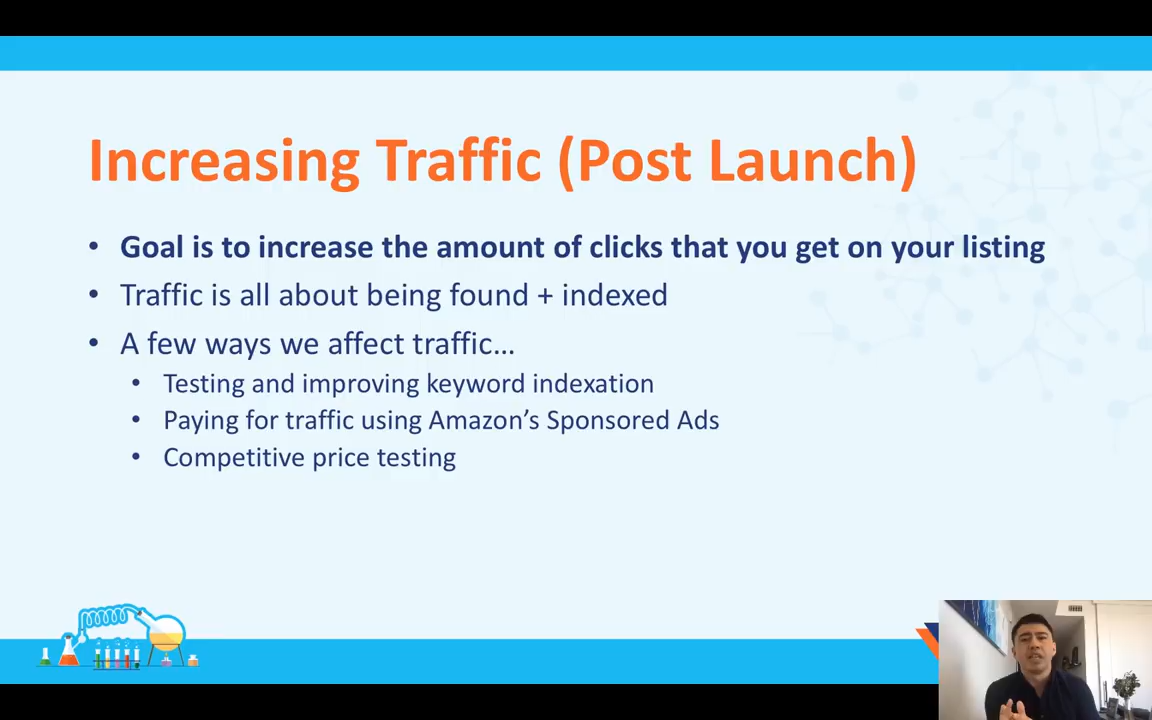 Increasing Traffic (Post Launch)
• Goal is to increase the amount of clicks that you get on your listing
• Traffic is all about being found + indexed
• A few ways we affect traffic…
• Testing and improving keyword indexation
• Paying for traffic using Amazon’s Sponsored Ads
• Competitive price testing